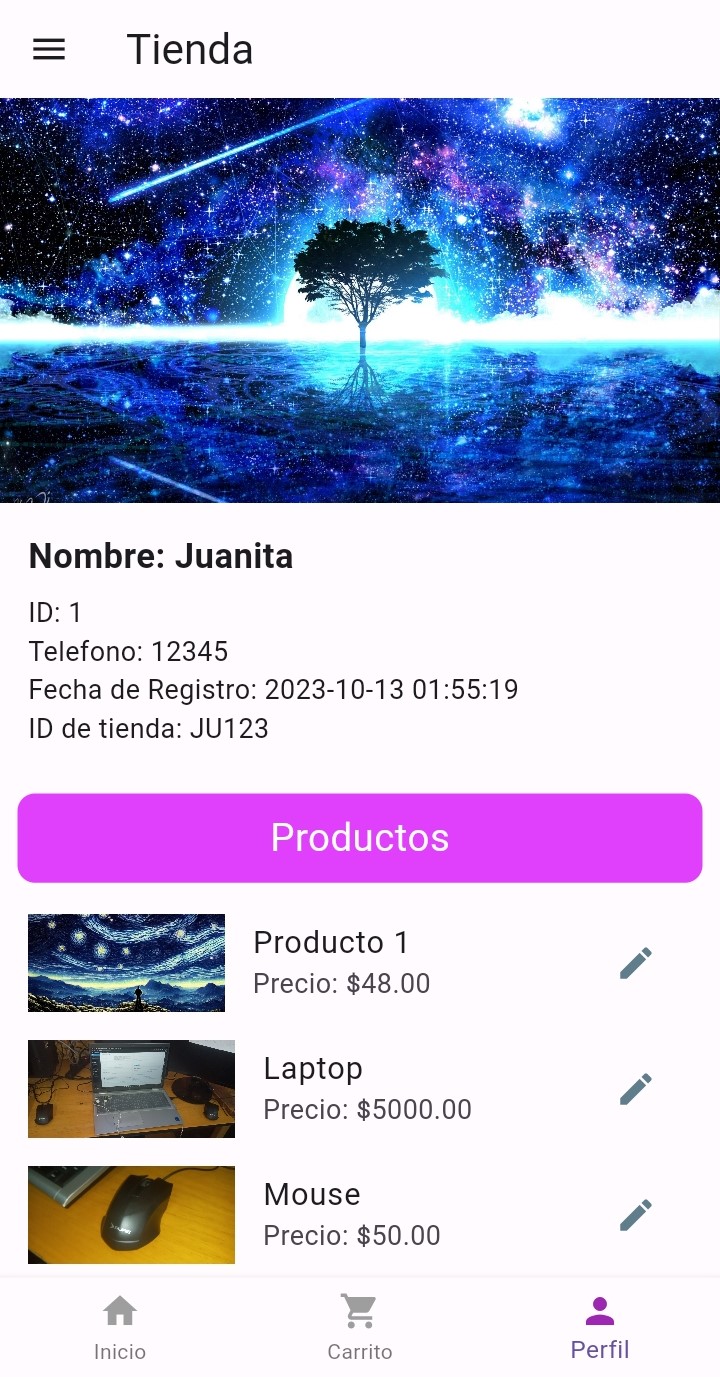 Tienda
Nombre: Juanita
ID: 1
Telefono: 12345
Fecha de Registro: 2023-10-13 01:55:19
ID de tienda: JU123
Productos
Producto 1
Precio: $48.00
Laptop
Precio: $5000.00
Mouse
Precio: $50.00
Inicio
Carrito
Perfil